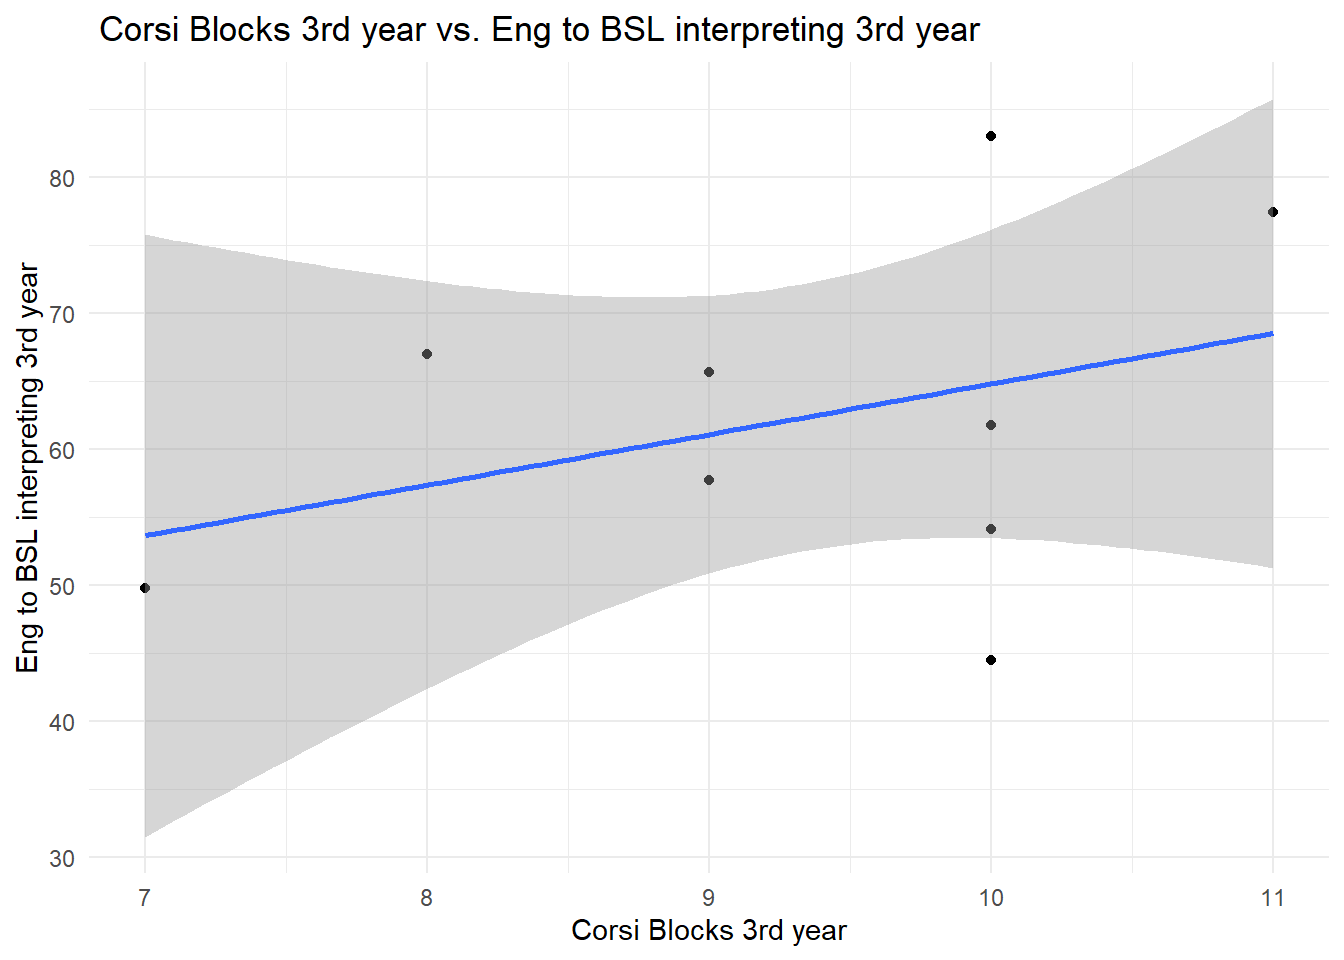 Corsi Blocks 3rd year vs. Eng to BSL interpreting 3rd year
Eng to BSL interpreting 3rd year
80
70
60
50
40
30
7 8 9 10 11
Corsi Blocks 3rd year